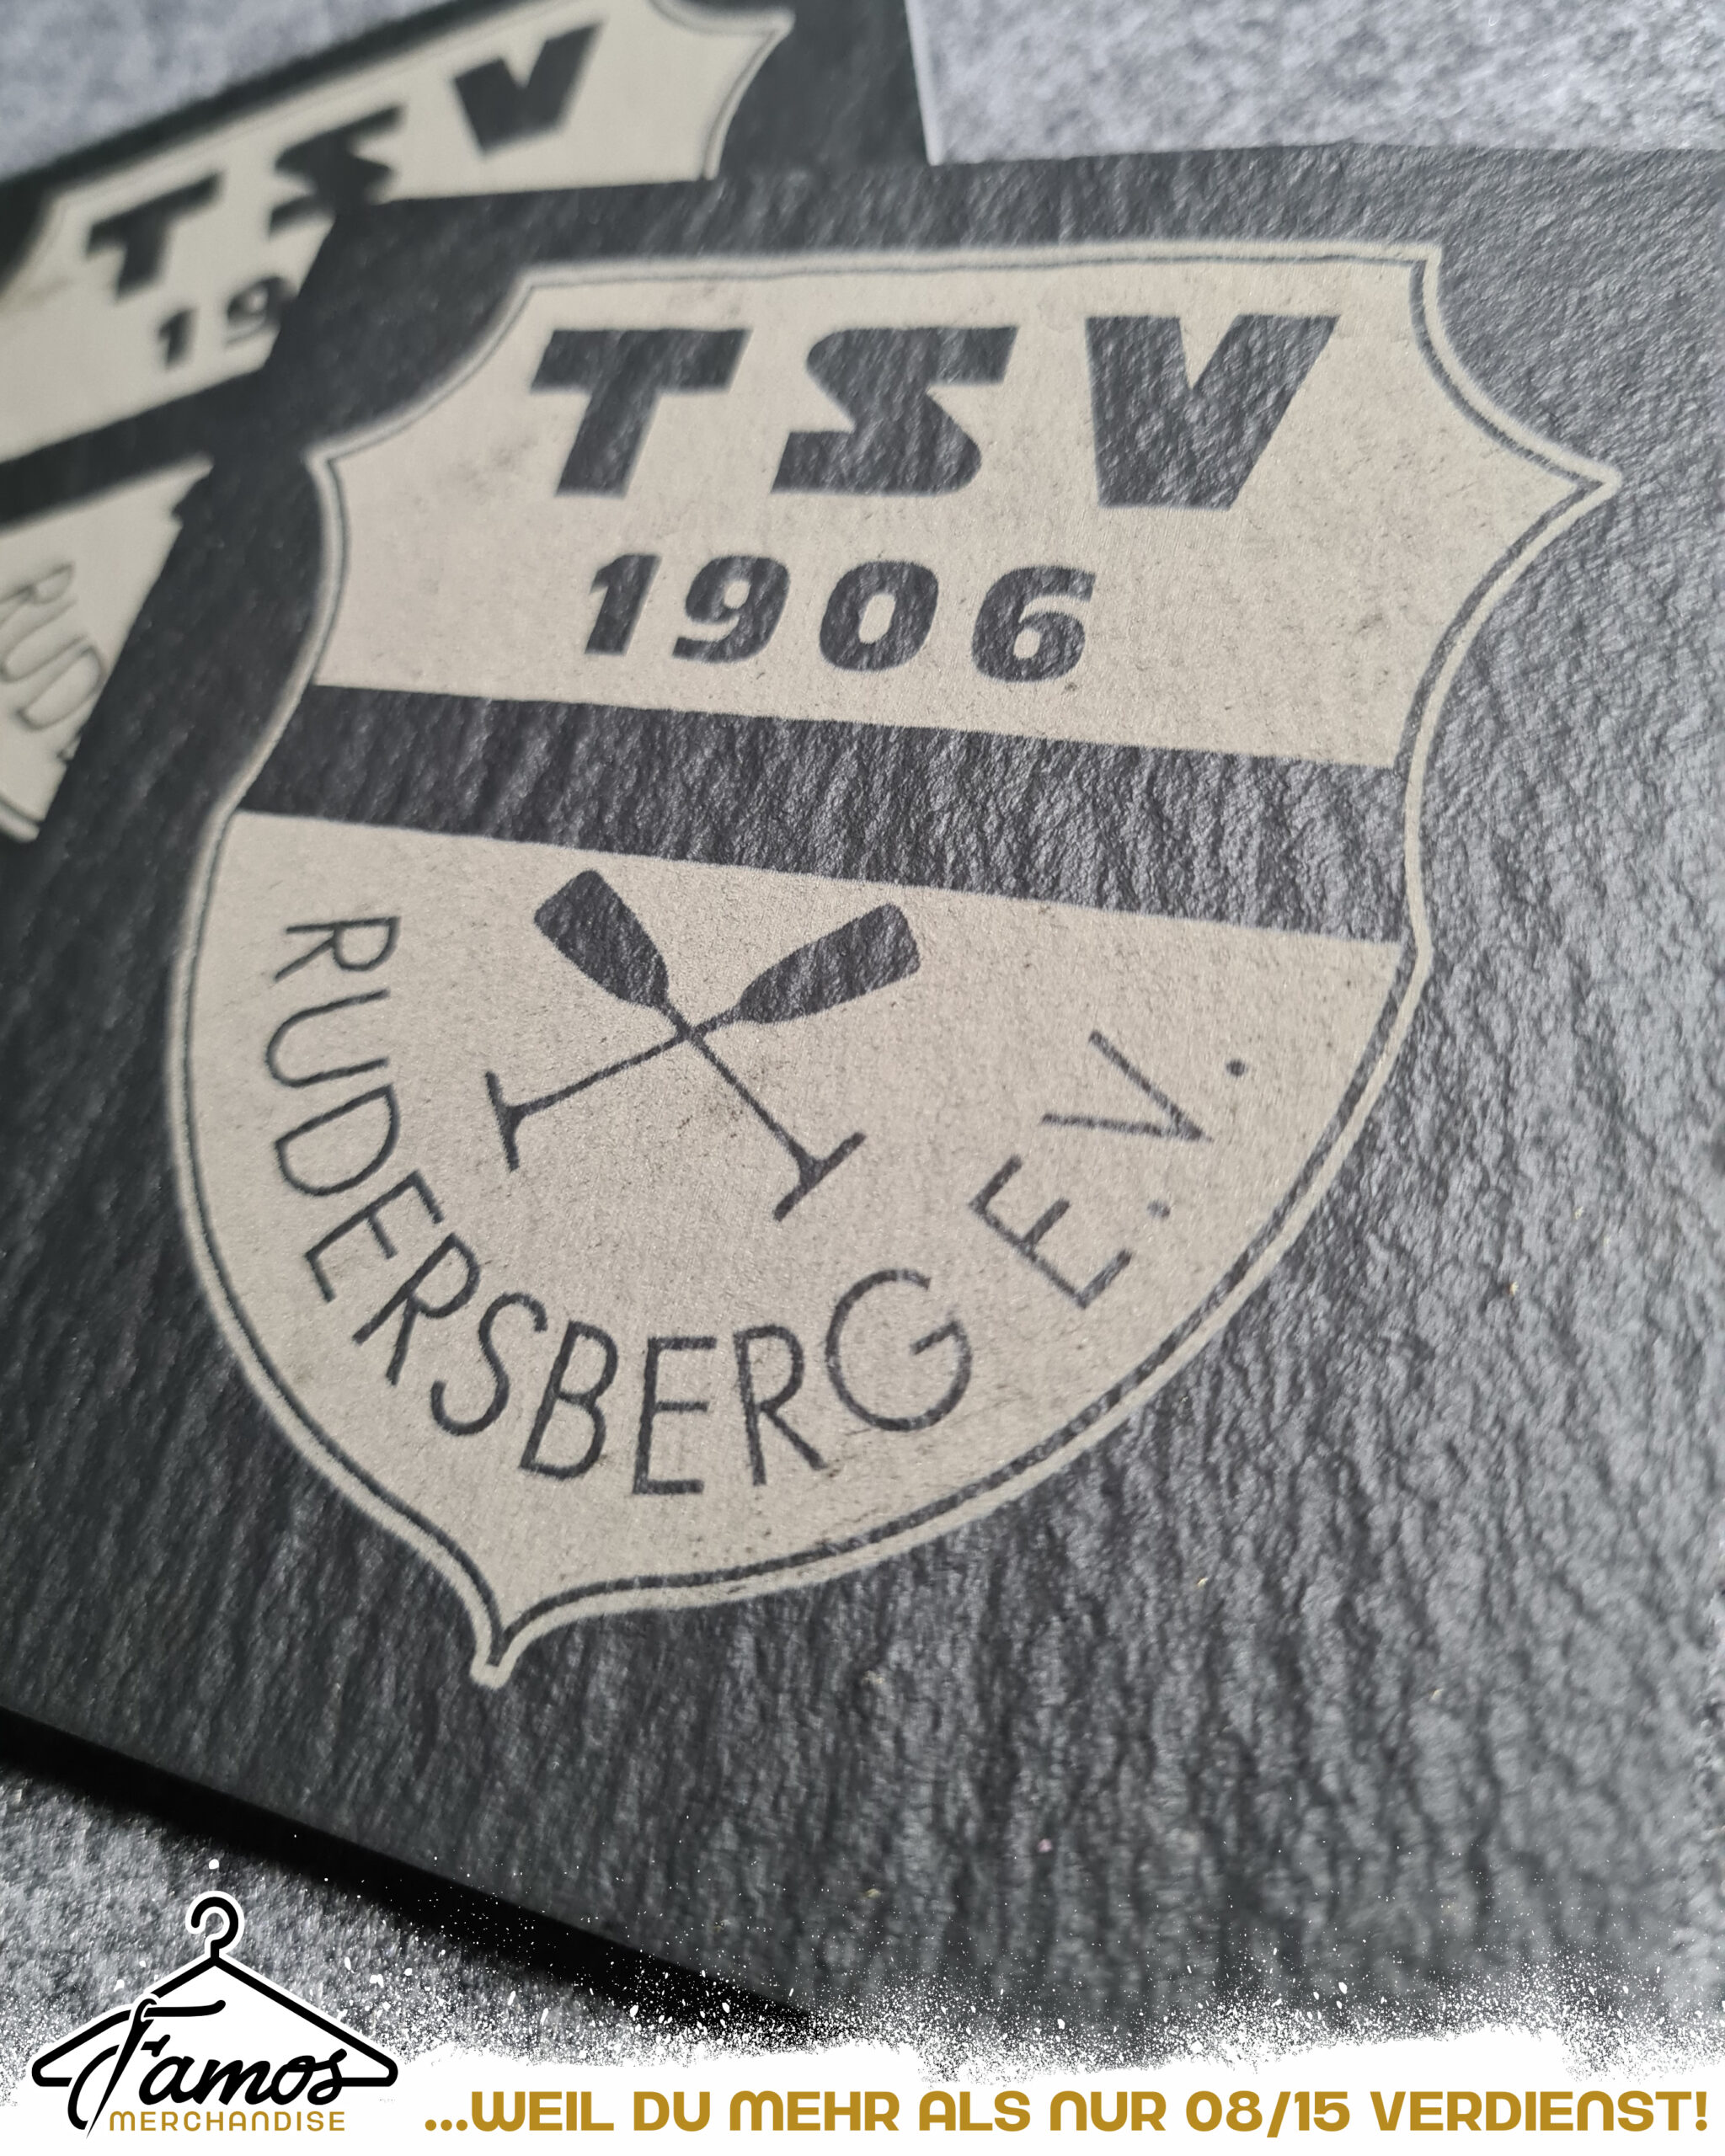 TSV
19
RUD
TSV
1906
RUDERSBERG E.V.
Famos
MERCHANDISE
...WEIL DU MEHR ALS NUR 08/15 VERDIENST!